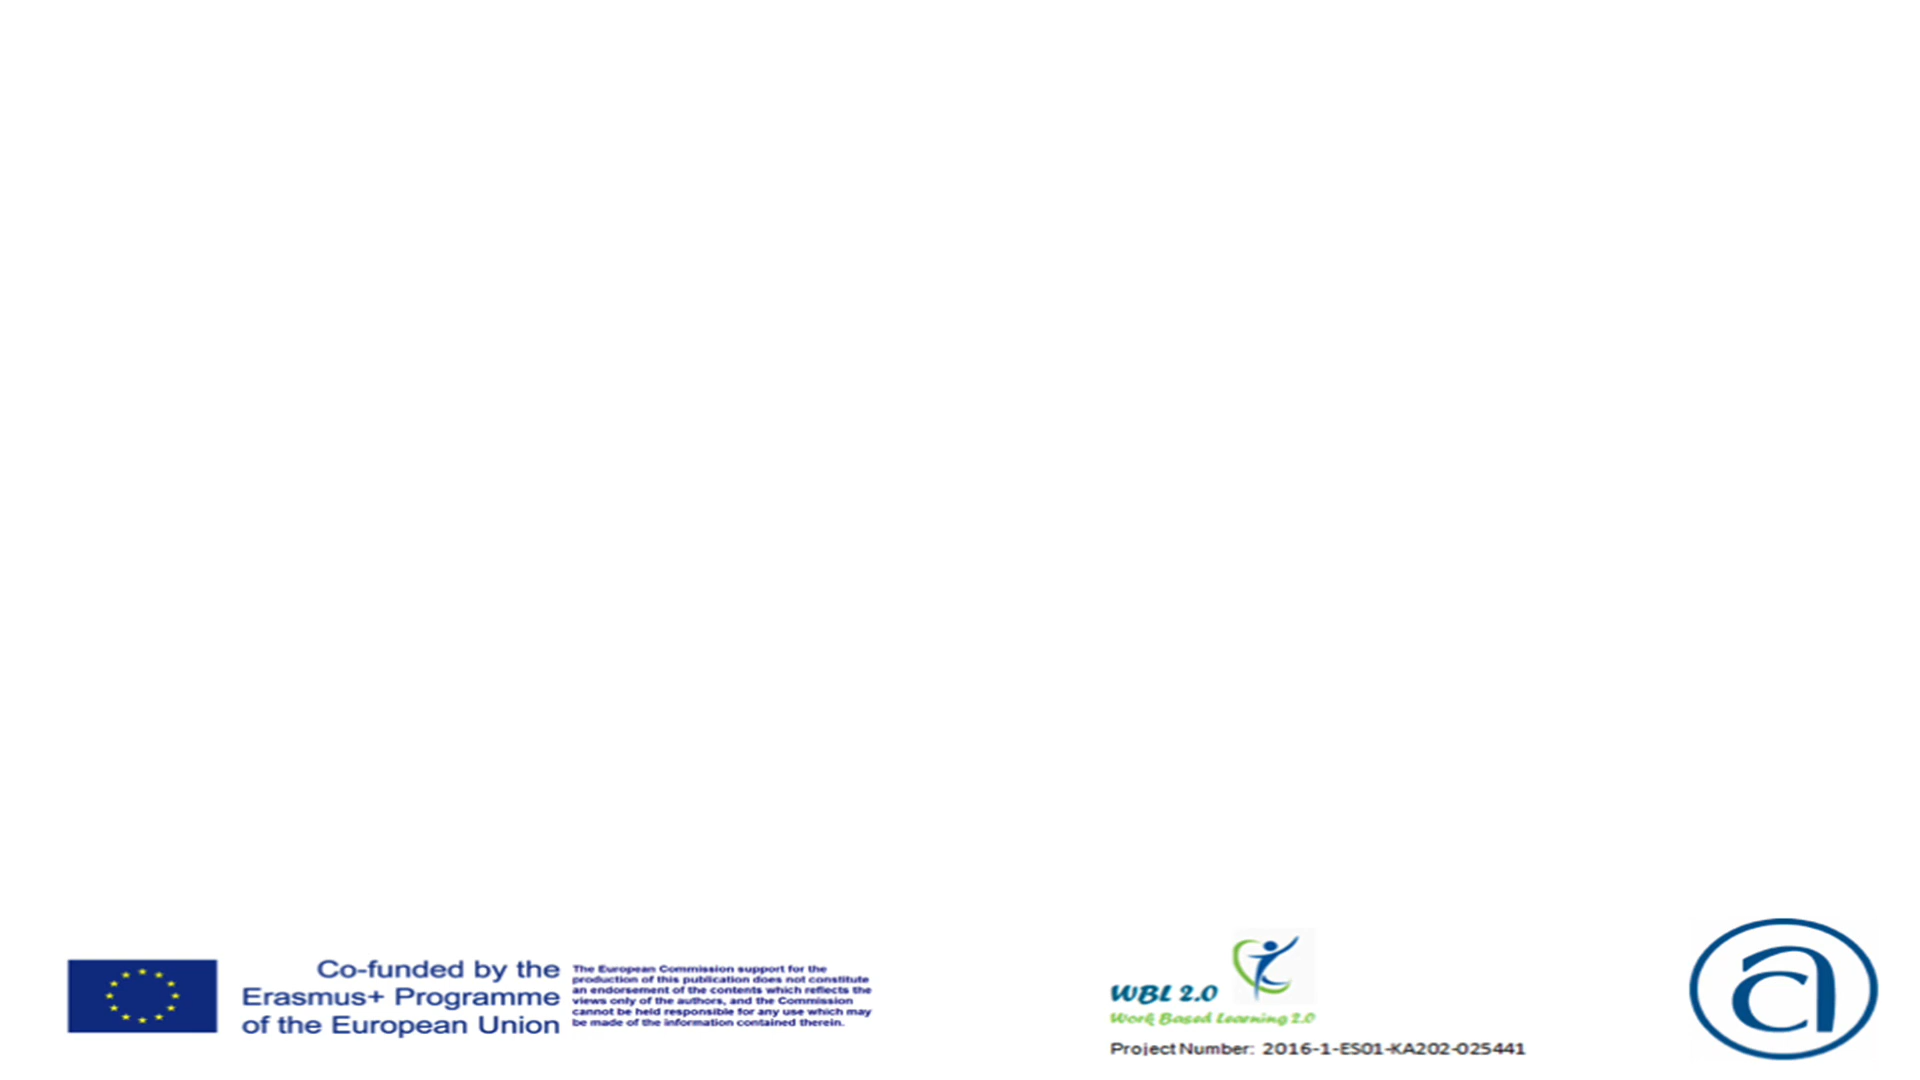 Co-funded by the
Erasmus+ Programme
of the European Union
The European Commission support for the
production of this publication does not constitute
an endorsement of the contents which reflects the
views only of the authors, and the Commission
cannot be held responsible for any use which may
be made of the information contained therein.
WBL 2.0
Work Based Learning 2.0
Project Number: 2016-1-ES01-KA202-025441
a